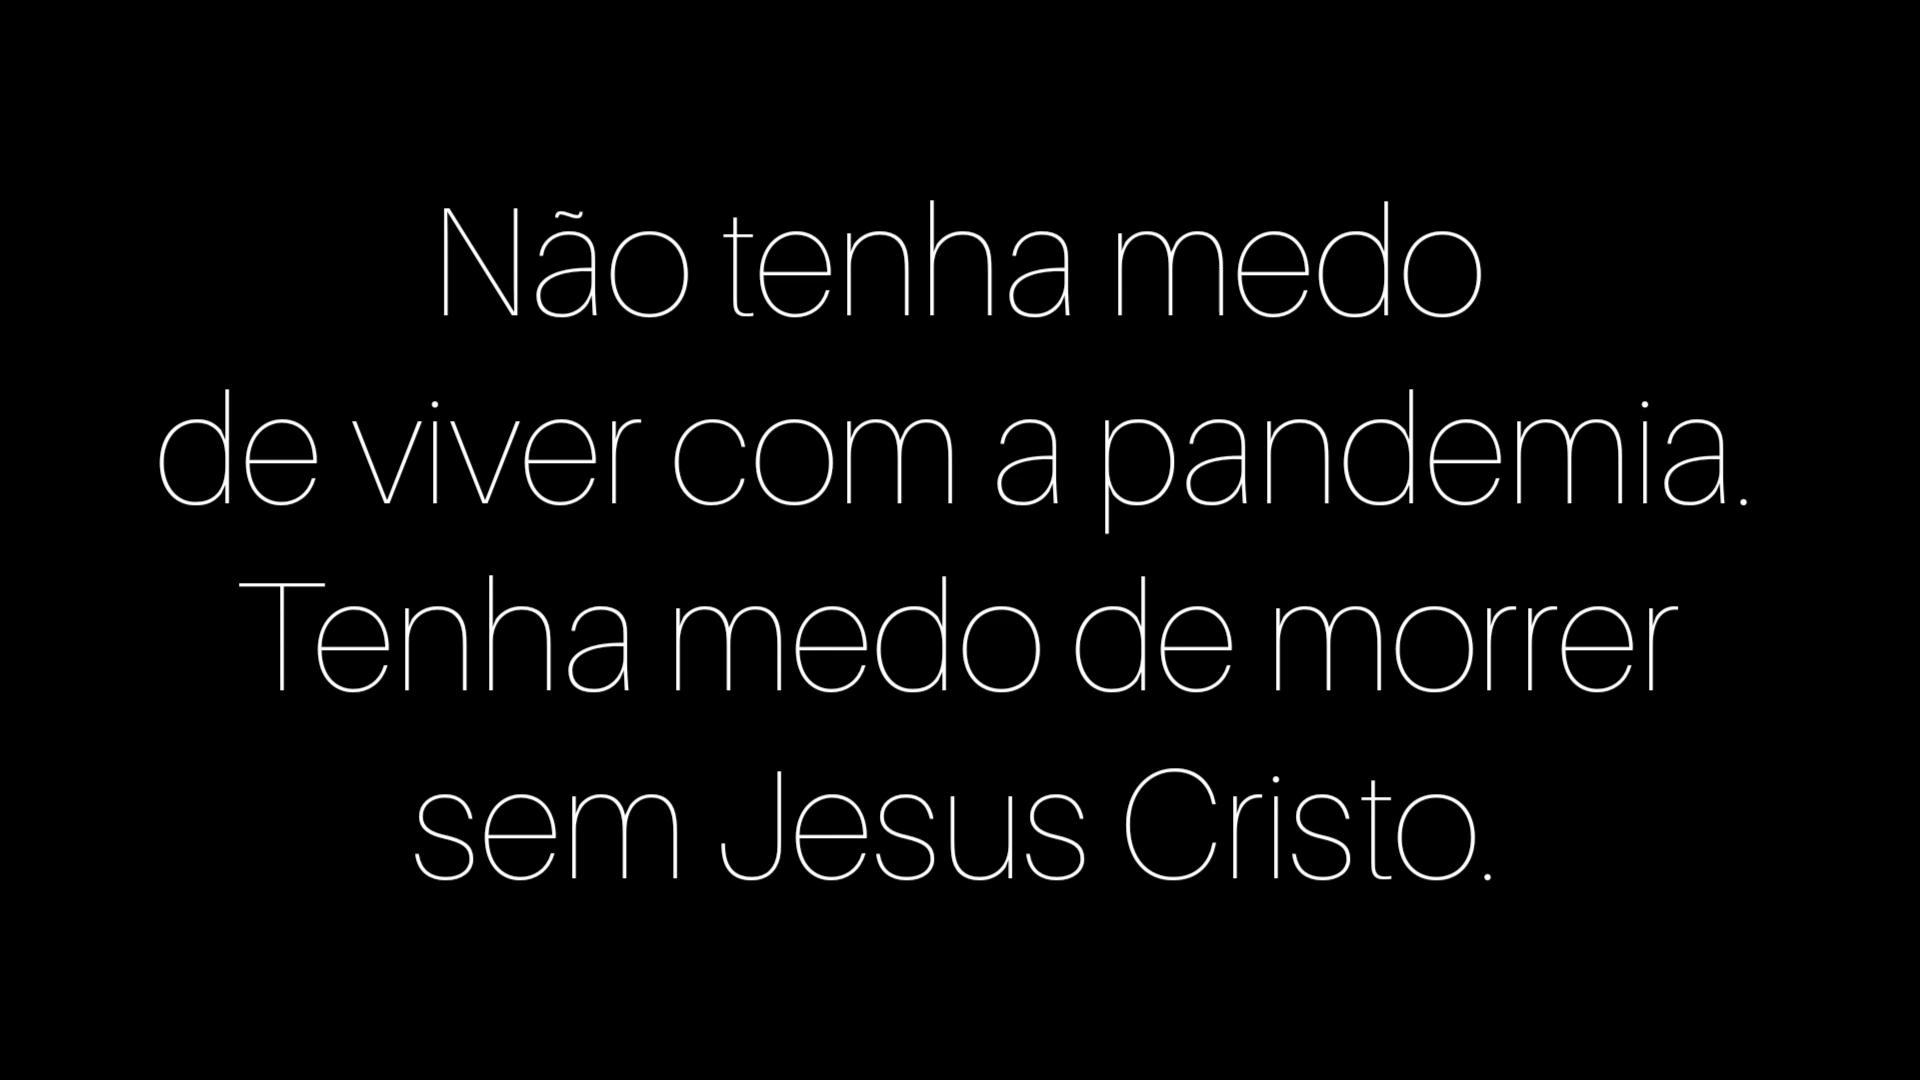 Não tenha medo
de viver com a pandemia.
Tenha medo de morrer
sem Jesus Cristo.